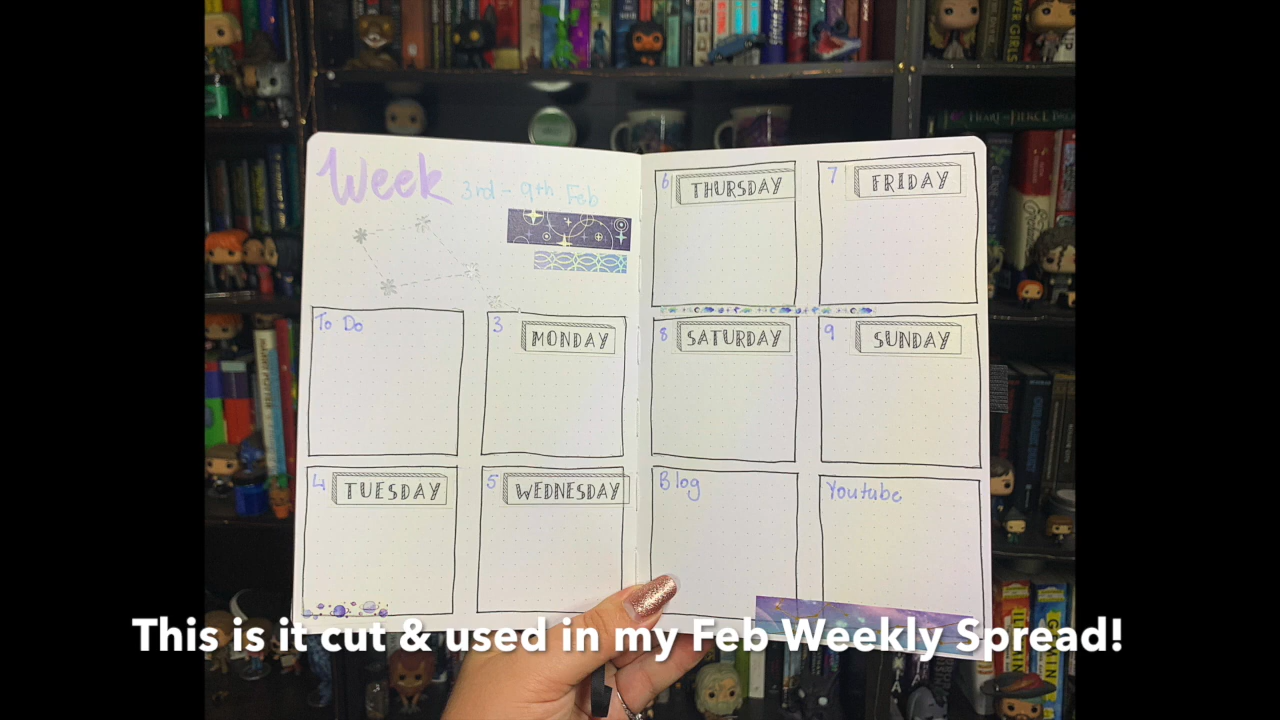 Week 3rd - 9th Feb
To Do
3 MONDAY
4 TUESDAY
5 WEDNESDAY
6 THURSDAY
7 FRIDAY
8 SATURDAY
9 SUNDAY
Blog
Youtube
This is it cut & used in my Feb Weekly Spread!